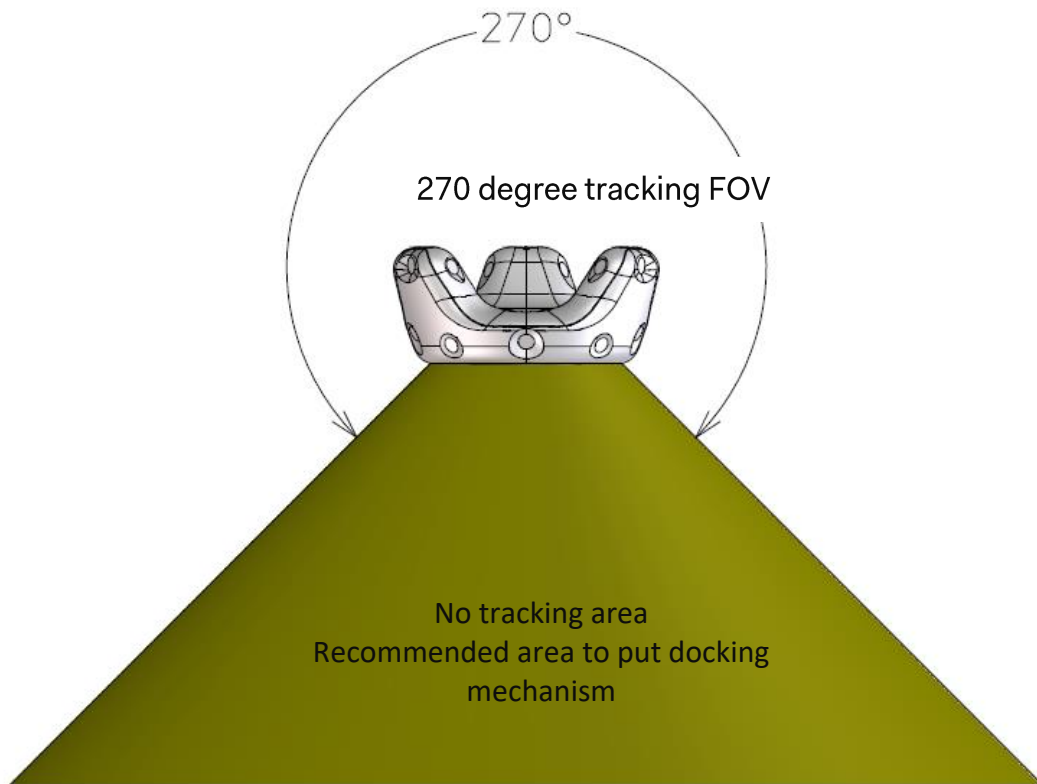 270°
270 degree tracking FOV
No tracking area
Recommended area to put docking
mechanism